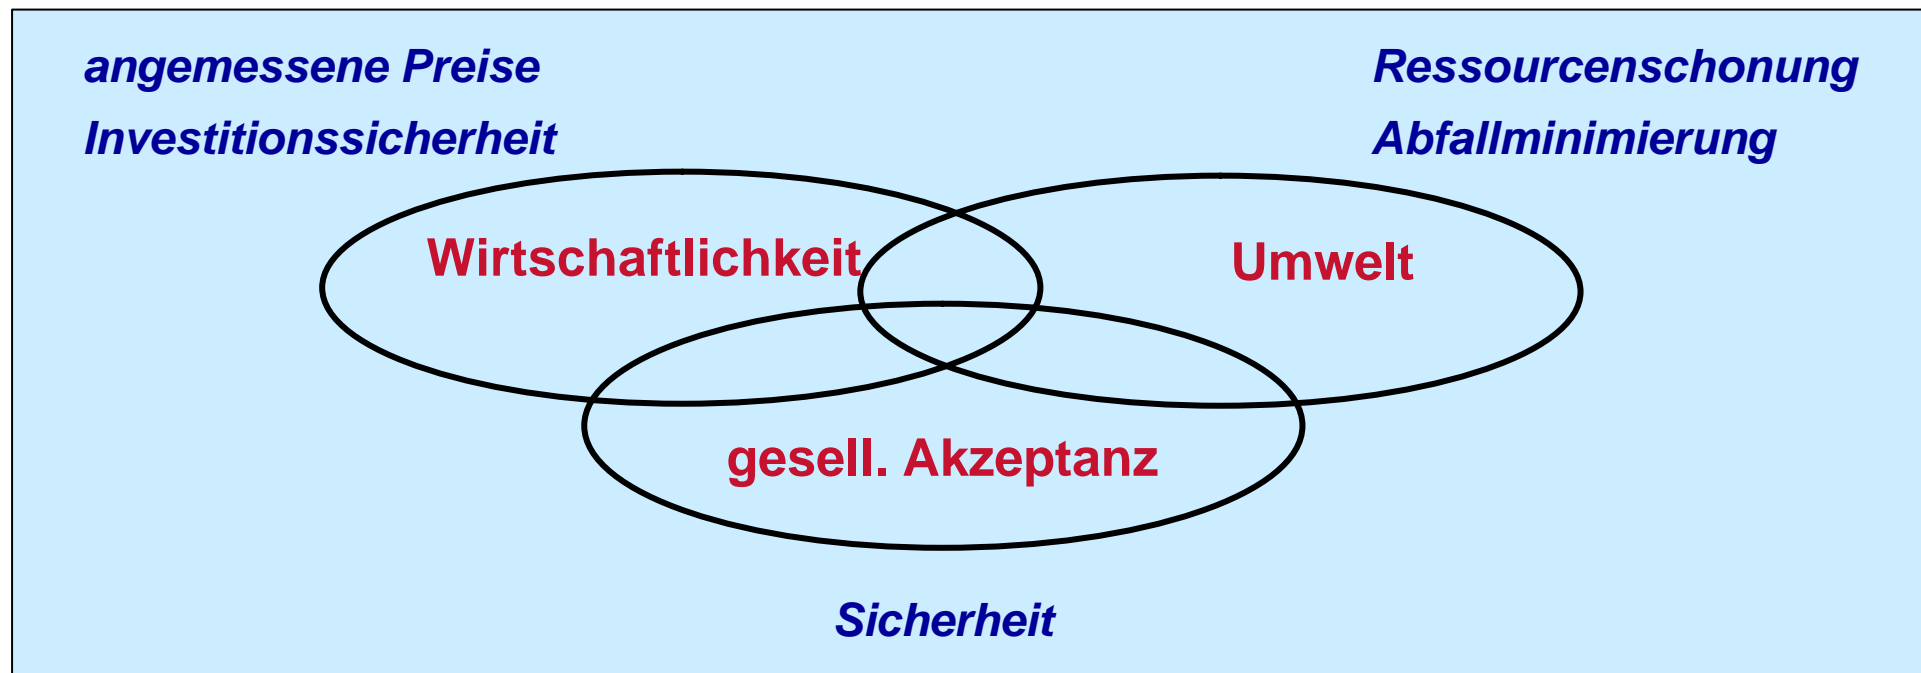 angemessene Preise
Investitionssicherheit
Ressourcenschonung
Abfallminimierung
Wirtschaftlichkeit
Umwelt
gesell. Akzeptanz
Sicherheit